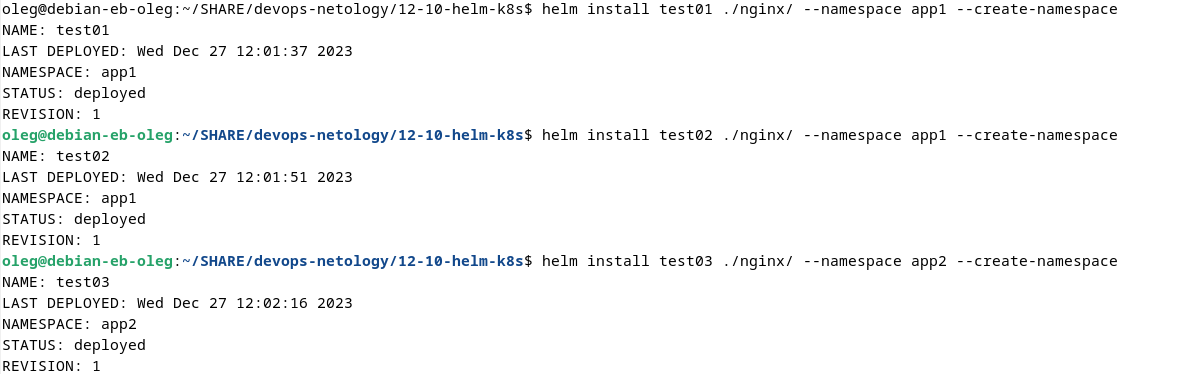 oleg@debian-eb-oleg:~/SHARE/devops-netology/12-10-helm-k8s$ helm install test01 ./nginx/ --namespace app1 --create-namespace
NAME: test01
LAST DEPLOYED: Wed Dec 27 12:01:37 2023
NAMESPACE: app1
STATUS: deployed
REVISION: 1
oleg@debian-eb-oleg:~/SHARE/devops-netology/12-10-helm-k8s$ helm install test02 ./nginx/ --namespace app1 --create-namespace
NAME: test02
LAST DEPLOYED: Wed Dec 27 12:01:51 2023
NAMESPACE: app1
STATUS: deployed
REVISION: 1
oleg@debian-eb-oleg:~/SHARE/devops-netology/12-10-helm-k8s$ helm install test03 ./nginx/ --namespace app2 --create-namespace
NAME: test03
LAST DEPLOYED: Wed Dec 27 12:02:16 2023
NAMESPACE: app2
STATUS: deployed
REVISION: 1